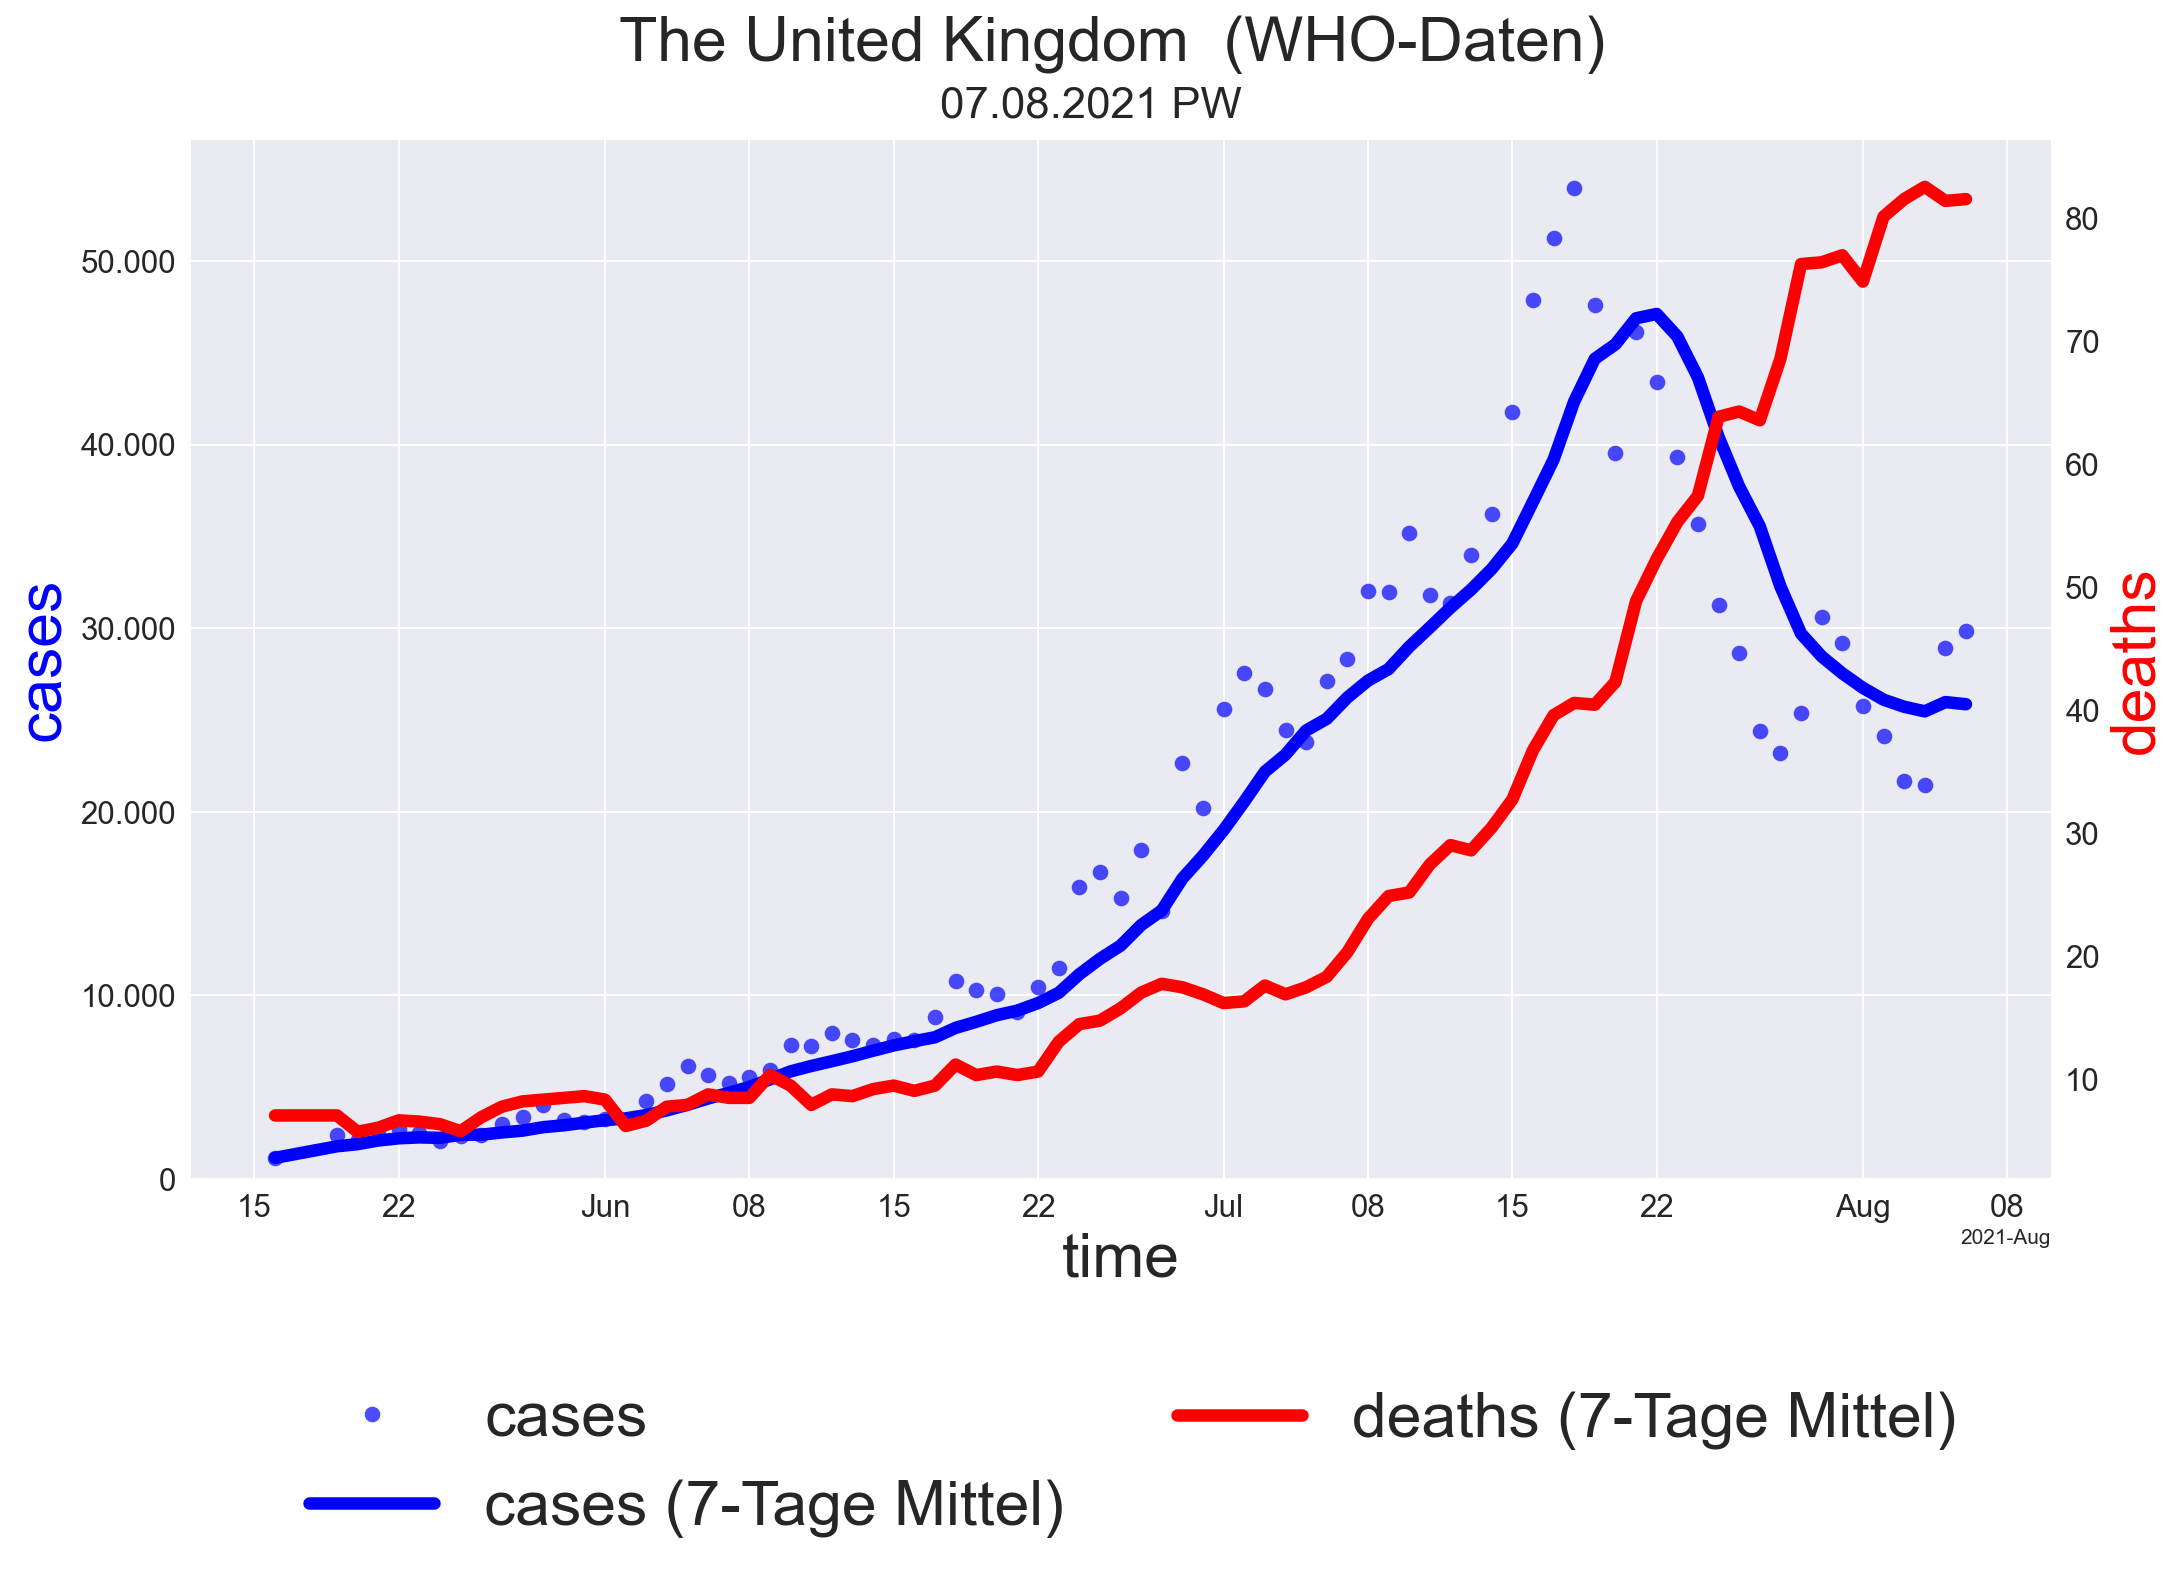 The United Kingdom  (WHO-Daten)
07.08.2021 PW
50.000
40.000
30.000
20.000
10.000
0
cases
80
70
60
50
40
30
20
10
deaths
15 22 Jun 08 15 22 Jul 08 15 22 Aug 08
2021-Aug
time
cases
cases (7-Tage Mittel)
deaths (7-Tage Mittel)